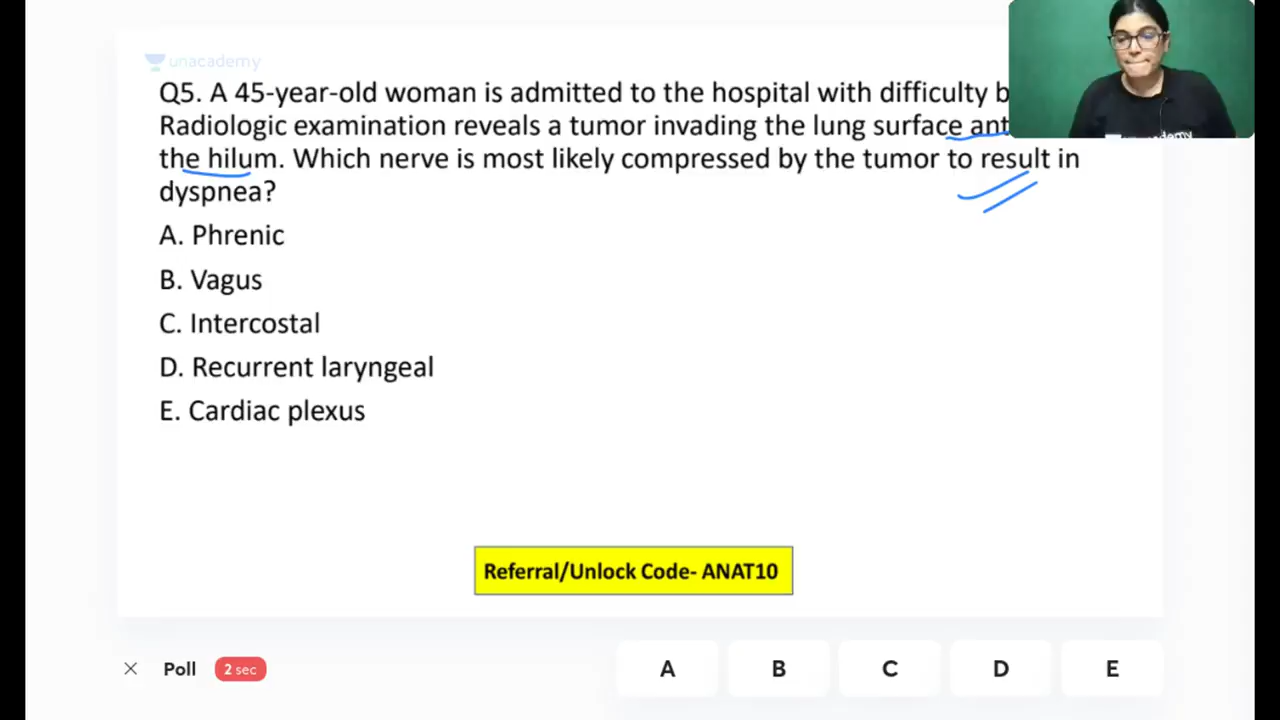 unacademy
Q5. A 45-year-old woman is admitted to the hospital with difficulty
Radiologic examination reveals a tumor invading the lung surface
the hilum. Which nerve is most likely compressed by the tumor to result in
dyspnea?
A. Phrenic
B. Vagus
C. Intercostal
D. Recurrent laryngeal
E. Cardiac plexus
Referral/Unlock Code- ANAT10
Poll 2 sec A B C D E